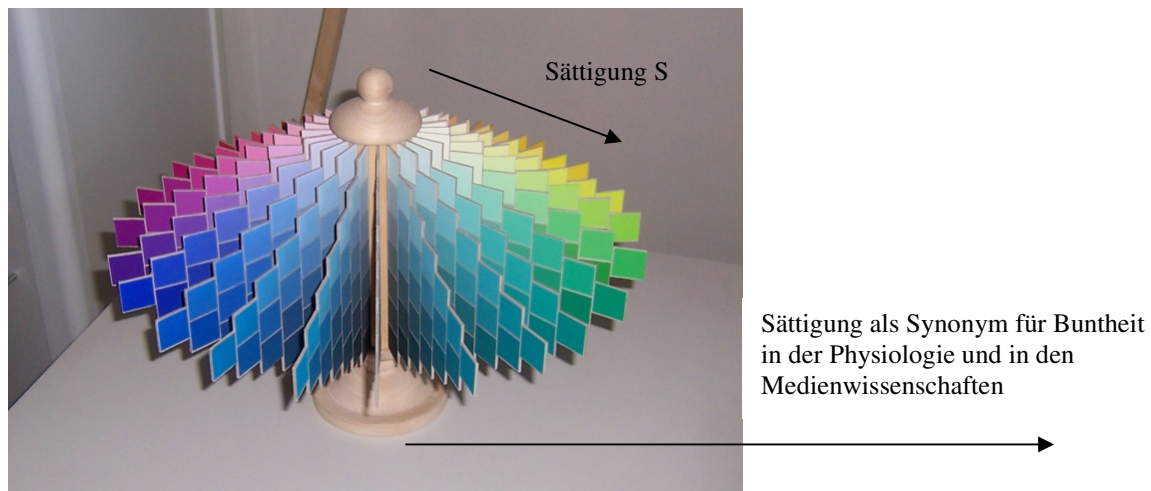 Sättigung S
Sättigung als Synonym für Buntheit
in der Physiologie und in den
Medienwissenschaften